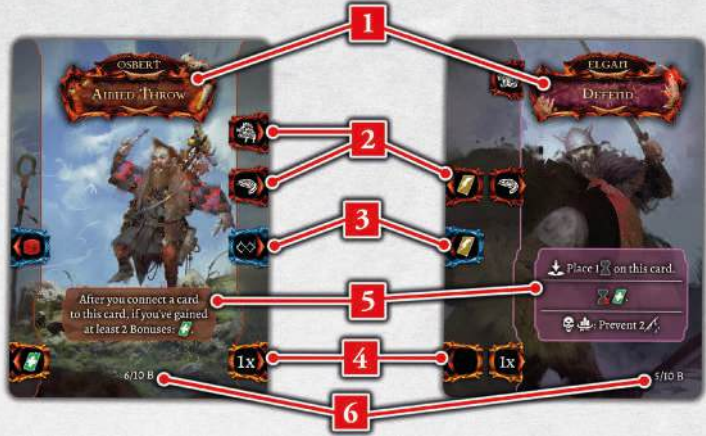 1
OSBERT
AIMED THROW
ELGAN
DEFEND
2
3
Place 1 on this card.
5
After you connect a card
to this card, if you've gained
at least 2 Bonuses:
: Prevent 2
4
1x
1x
6/10 B
5/10 B
6